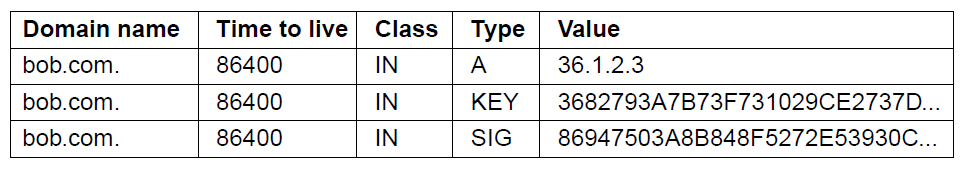 Domain name Time to live Class Type Value
bob.com. 86400 IN A 36.1.2.3
bob.com. 86400 IN KEY 3682793A7B73F731029CE2737D...
bob.com. 86400 IN SIG 86947503A8B848F5272E53930C...